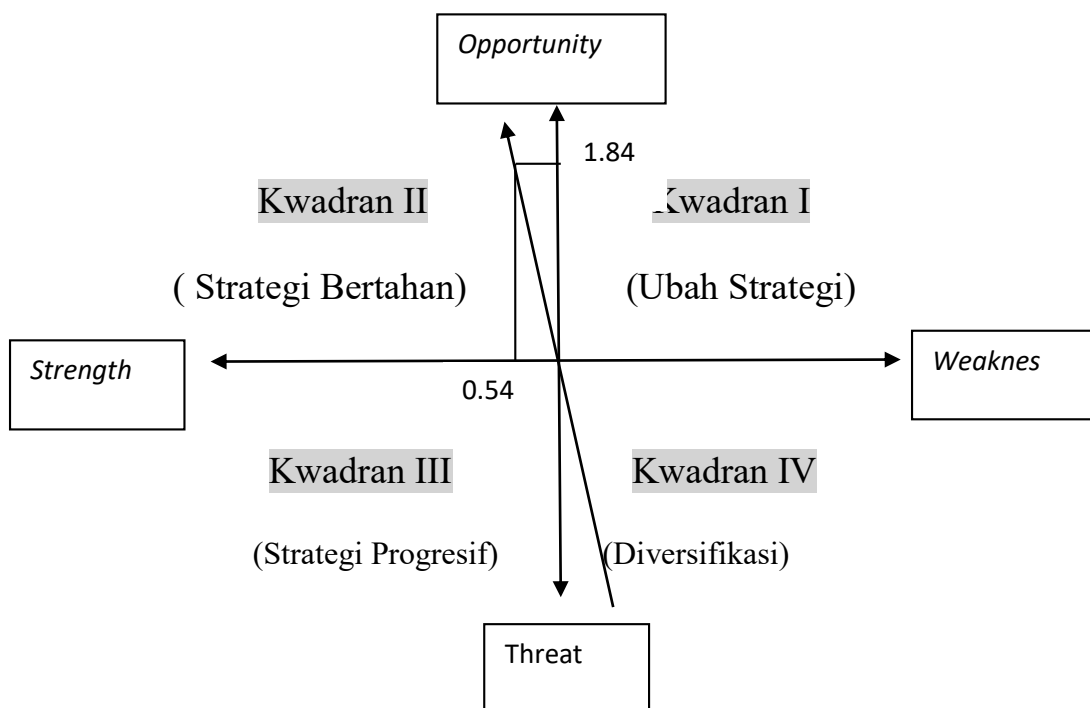 Opportunity
1.84
Kwadran II
Kwadran I
( Strategi Bertahan)
(Ubah Strategi)
Strength
Weaknes
0.54
Kwadran III
Kwadran IV
(Strategi Progresif)
(Diversifikasi)
Threat